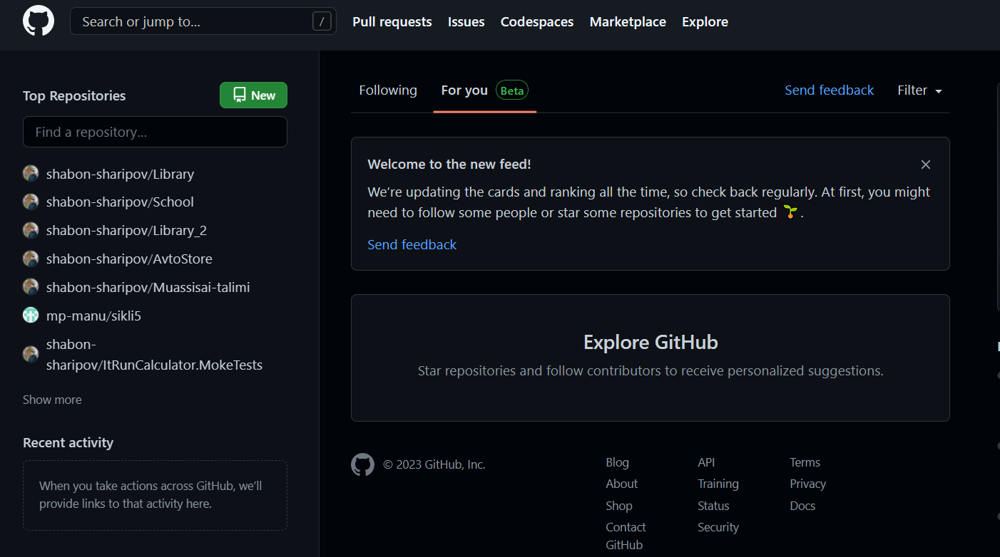 Search or jump to...
/
Pull requests
Issues
Codespaces
Marketplace
Explore
Top Repositories
New
Find a repository...
shabon-sharipov/Library
shabon-sharipov/School
shabon-sharipov/Library_2
shabon-sharipov/AvtoStore
shabon-sharipov/Muassisai-talimi
mp-manu/sikli5
shabon-
sharipov/ItRunCalculator.MokeTests
Show more
Recent activity
When you take actions across GitHub, we’ll
provide links to that activity here.
Following
For you
Beta
Send feedback
Filter
Welcome to the new feed!
We’re updating the cards and ranking all the time, so check back regularly. At first, you might
need to follow some people or star some repositories to get started 🌱 .
Send feedback
Explore GitHub
Star repositories and follow contributors to receive personalized suggestions.
© 2023 GitHub, Inc.
Blog
About
Shop
Contact
GitHub
API
Training
Status
Security
Terms
Privacy
Docs